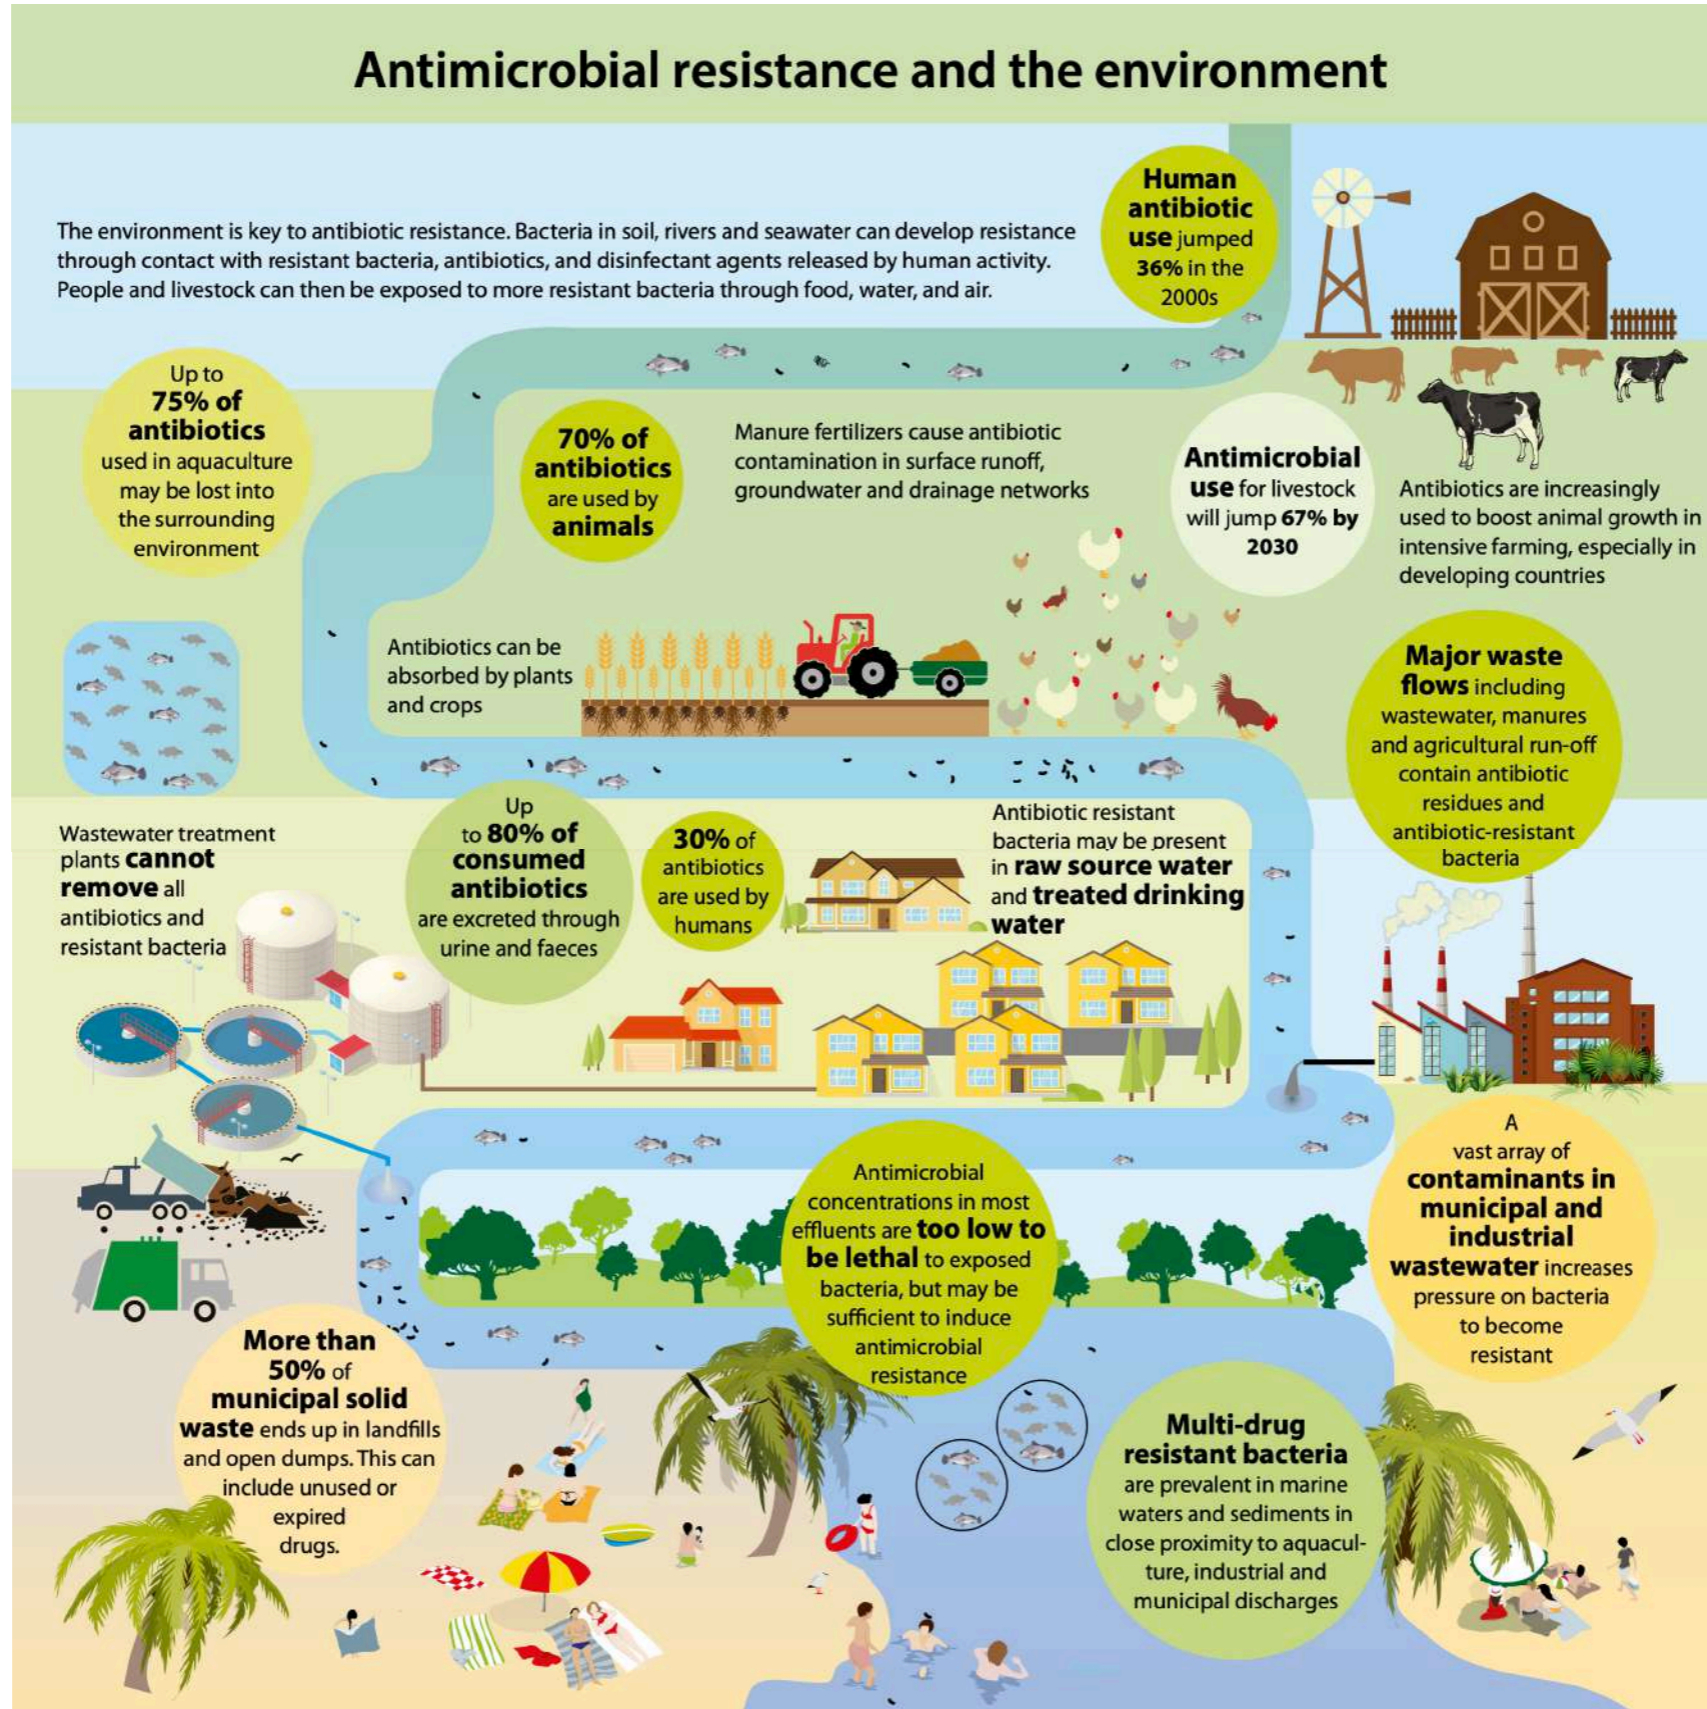 Antimicrobial resistance and the environment
The environment is key to antibiotic resistance. Bacteria in soil, rivers and seawater can develop resistance
through contact with resistant bacteria, antibiotics, and disinfectant agents released by human activity.
People and livestock can then be exposed to more resistant bacteria through food, water, and air.
Human
antibiotic
use jumped
36% in the
2000s
Up to
75% of
antibiotics
used in aquaculture
may be lost into
the surrounding
environment
70% of
antibiotics
are used by
animals
Manure fertilizers cause antibiotic
contamination in surface runoff,
groundwater and drainage networks
Antimicrobial
use for livestock
will jump 67% by
2030
Antibiotics are increasingly
used to boost animal growth in
intensive farming, especially in
developing countries
Antibiotics can be
absorbed by plants
and crops
Major waste
flows including
wastewater, manures
and agricultural run-off
contain antibiotic
residues and
antibiotic-resistant
bacteria
Wastewater treatment
plants cannot
remove all
antibiotics and
resistant bacteria
Up
to 80% of
consumed
antibiotics
are excreted through
urine and faeces
30% of
antibiotics
are used by
humans
Antibiotic resistant
bacteria may be present
in raw source water
and treated drinking
water
Antimicrobial
concentrations in most
effluents are too low to
be lethal to exposed
bacteria, but may be
sufficient to induce
antimicrobial
resistance
A
vast array of
contaminants in
municipal and
industrial
wastewater increases
pressure on bacteria
to become
resistant
More than
50% of
municipal solid
waste ends up in landfills
and open dumps. This can
include unused or
expired
drugs.
Multi-drug
resistant bacteria
are prevalent in marine
waters and sediments in
close proximity to aquacul-
ture, industrial and
municipal discharges